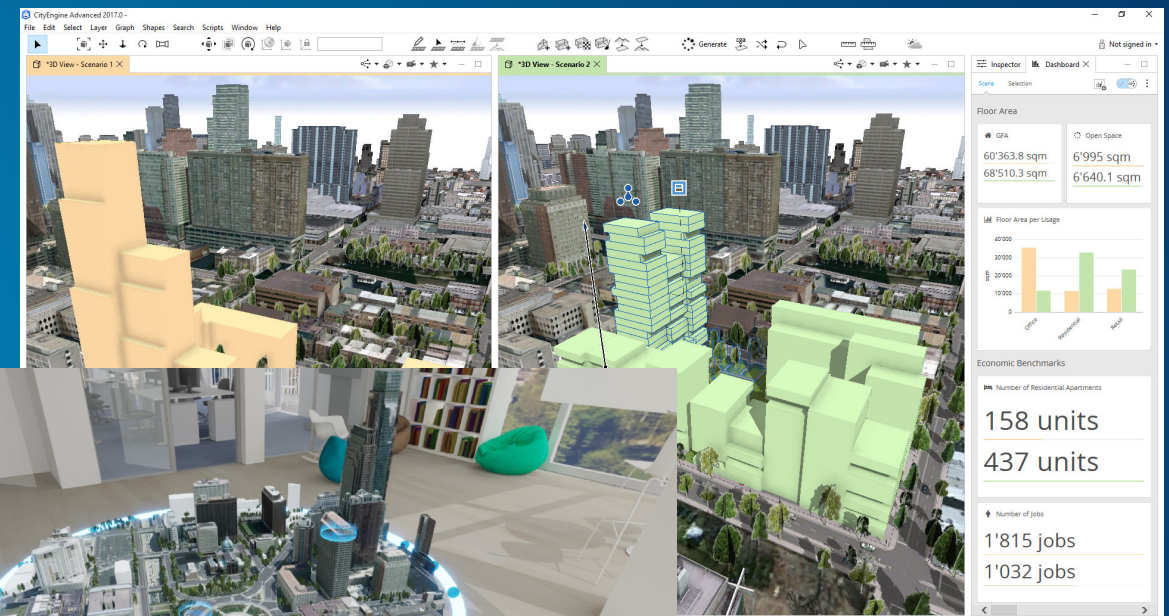 CityEngine Advanced 2017.0 -
File Edit Select Layer Graph Shapes Search Scripts Window Help
Generate
Not signed in
*3D View - Scenario 1
*3D View - Scenario 2
Inspector
Dashboard
Scene
Selection
Floor Area
GFA
60'363.8 sqm
68'510.3 sqm
Open Space
6'995 sqm
6'640.1 sqm
Floor Area per Usage
40'000
30'000
20'000
10'000
0
sqm
Office
Residential
Retail
Economic Benchmarks
Number of Residential Apartments
158 units
437 units
Number of Jobs
1'815 jobs
1'032 jobs